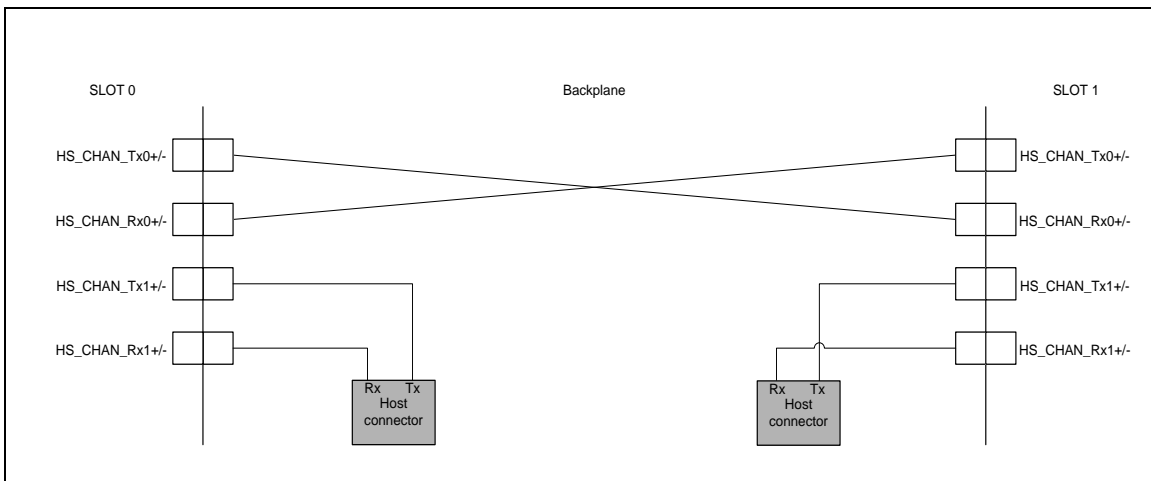 SLOT 0
Backplane
SLOT 1
HS_CHAN_Tx0+/-
HS_CHAN_Tx0+/-
HS_CHAN_Rx0+/-
HS_CHAN_Rx0+/-
HS_CHAN_Tx1+/-
HS_CHAN_Tx1+/-
HS_CHAN_Rx1+/-
HS_CHAN_Rx1+/-
Rx Tx
Host
connector
Rx Tx
Host
connector